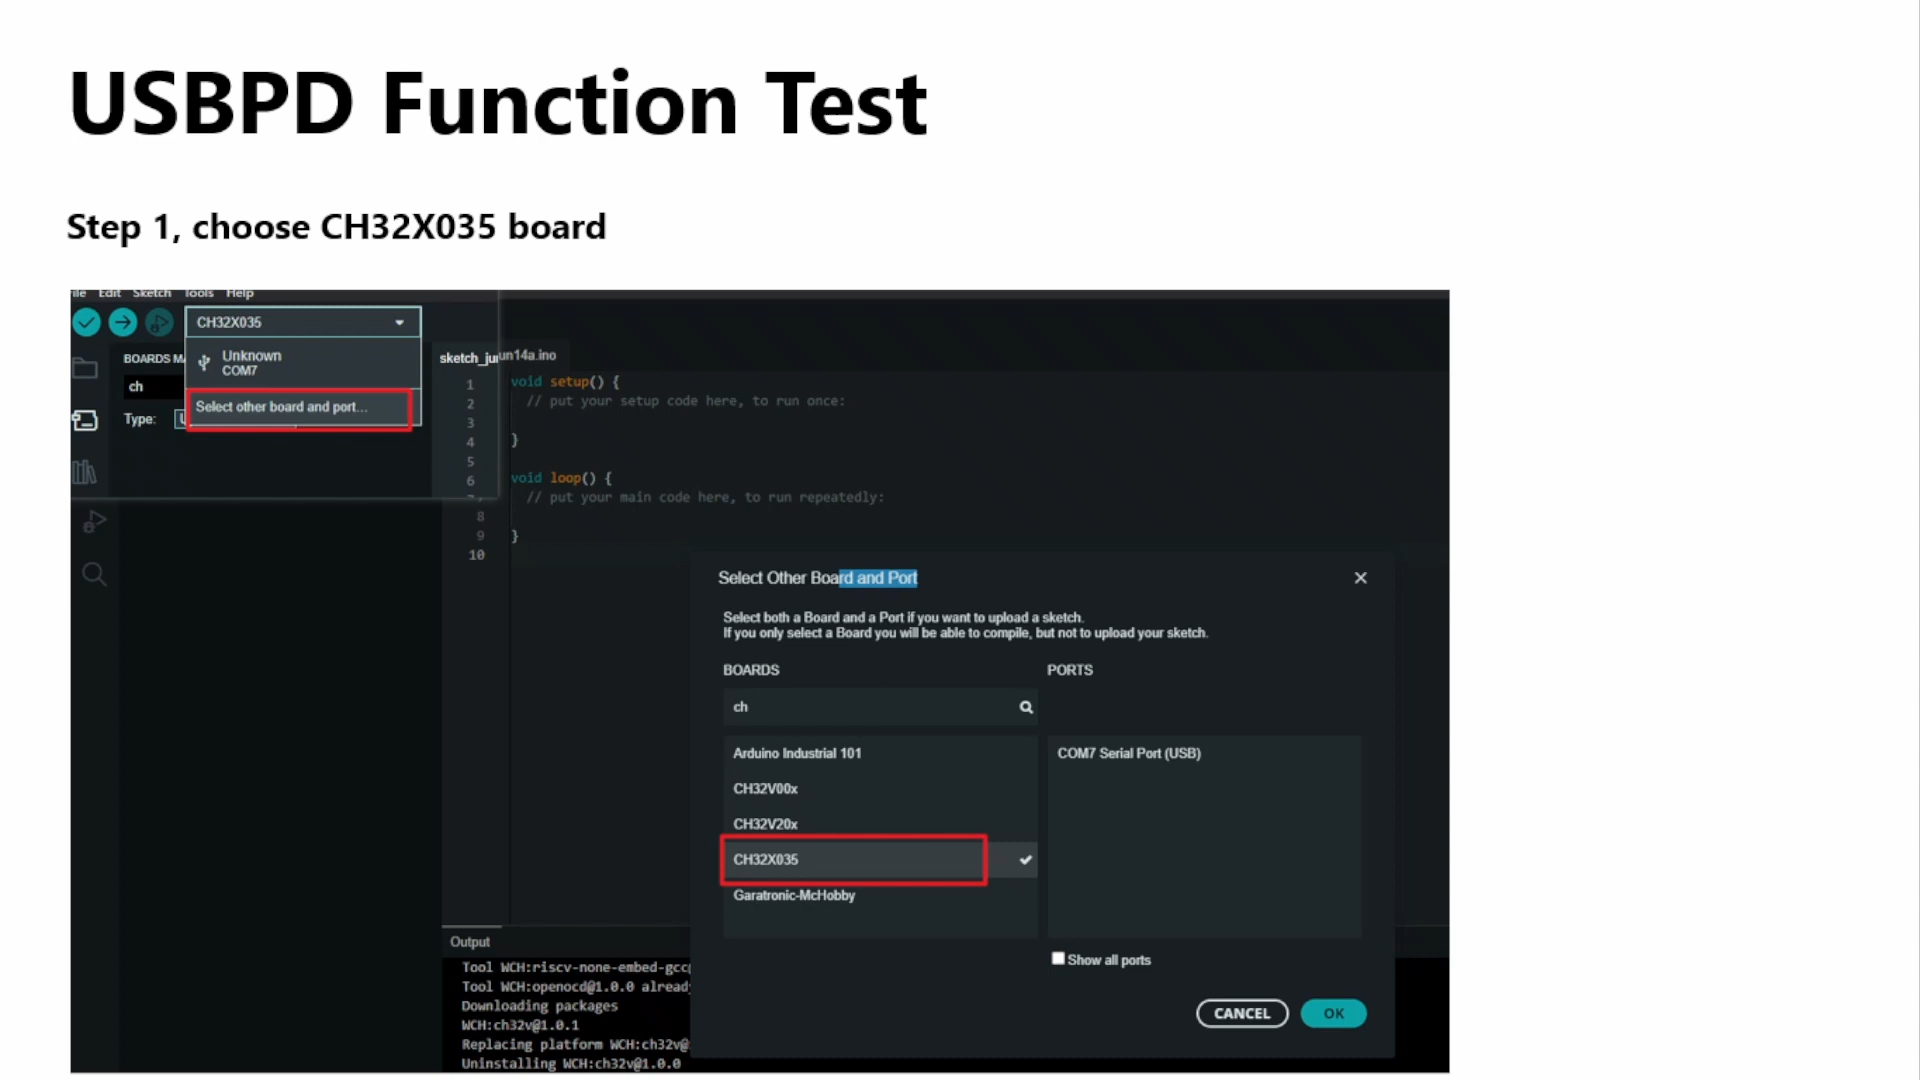 USBPD Function Test
Step 1, choose CH32X035 board
ile Edit Sketch Tools Help
CH32X035
Unknown
COM7
Select other board and port...
BOARDS MA
ch
Type:
sketch_jun14a.ino
1
2
3
4
5
6
8
9
10
void setup() {
// put your setup code here, to run once:
}
void loop() {
// put your main code here, to run repeatedly:
}
Select Other Board and Port
Select both a Board and a Port if you want to upload a sketch.
If you only select a Board you will be able to compile, but not to upload your sketch.
BOARDS
PORTS
ch
Arduino Industrial 101
CH32V00x
CH32V20x
CH32X035
Garatronic-McHobby
COM7 Serial Port (USB)
Show all ports
CANCEL
OK
Output
Tool WCH:riscv-none-embed-gcc
Tool WCH:openocd@1.0.0 already
Downloading packages
WCH:ch32v@1.0.1
Replacing platform WCH:ch32v@
Uninstalling WCH:ch32v@1.0.0